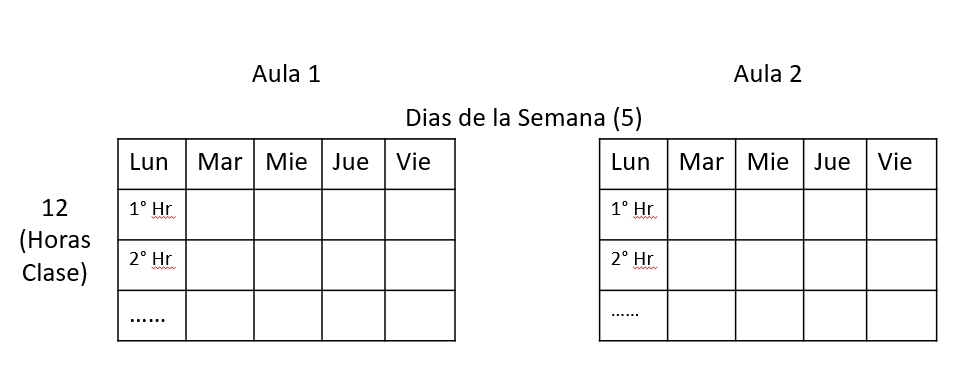 Aula 1
Aula 2
Dias de la Semana (5)
12
(Horas
Clase)
Lun Mar Mie Jue Vie
1° Hr
2° Hr
......
Lun Mar Mie Jue Vie
1° Hr
2° Hr
......